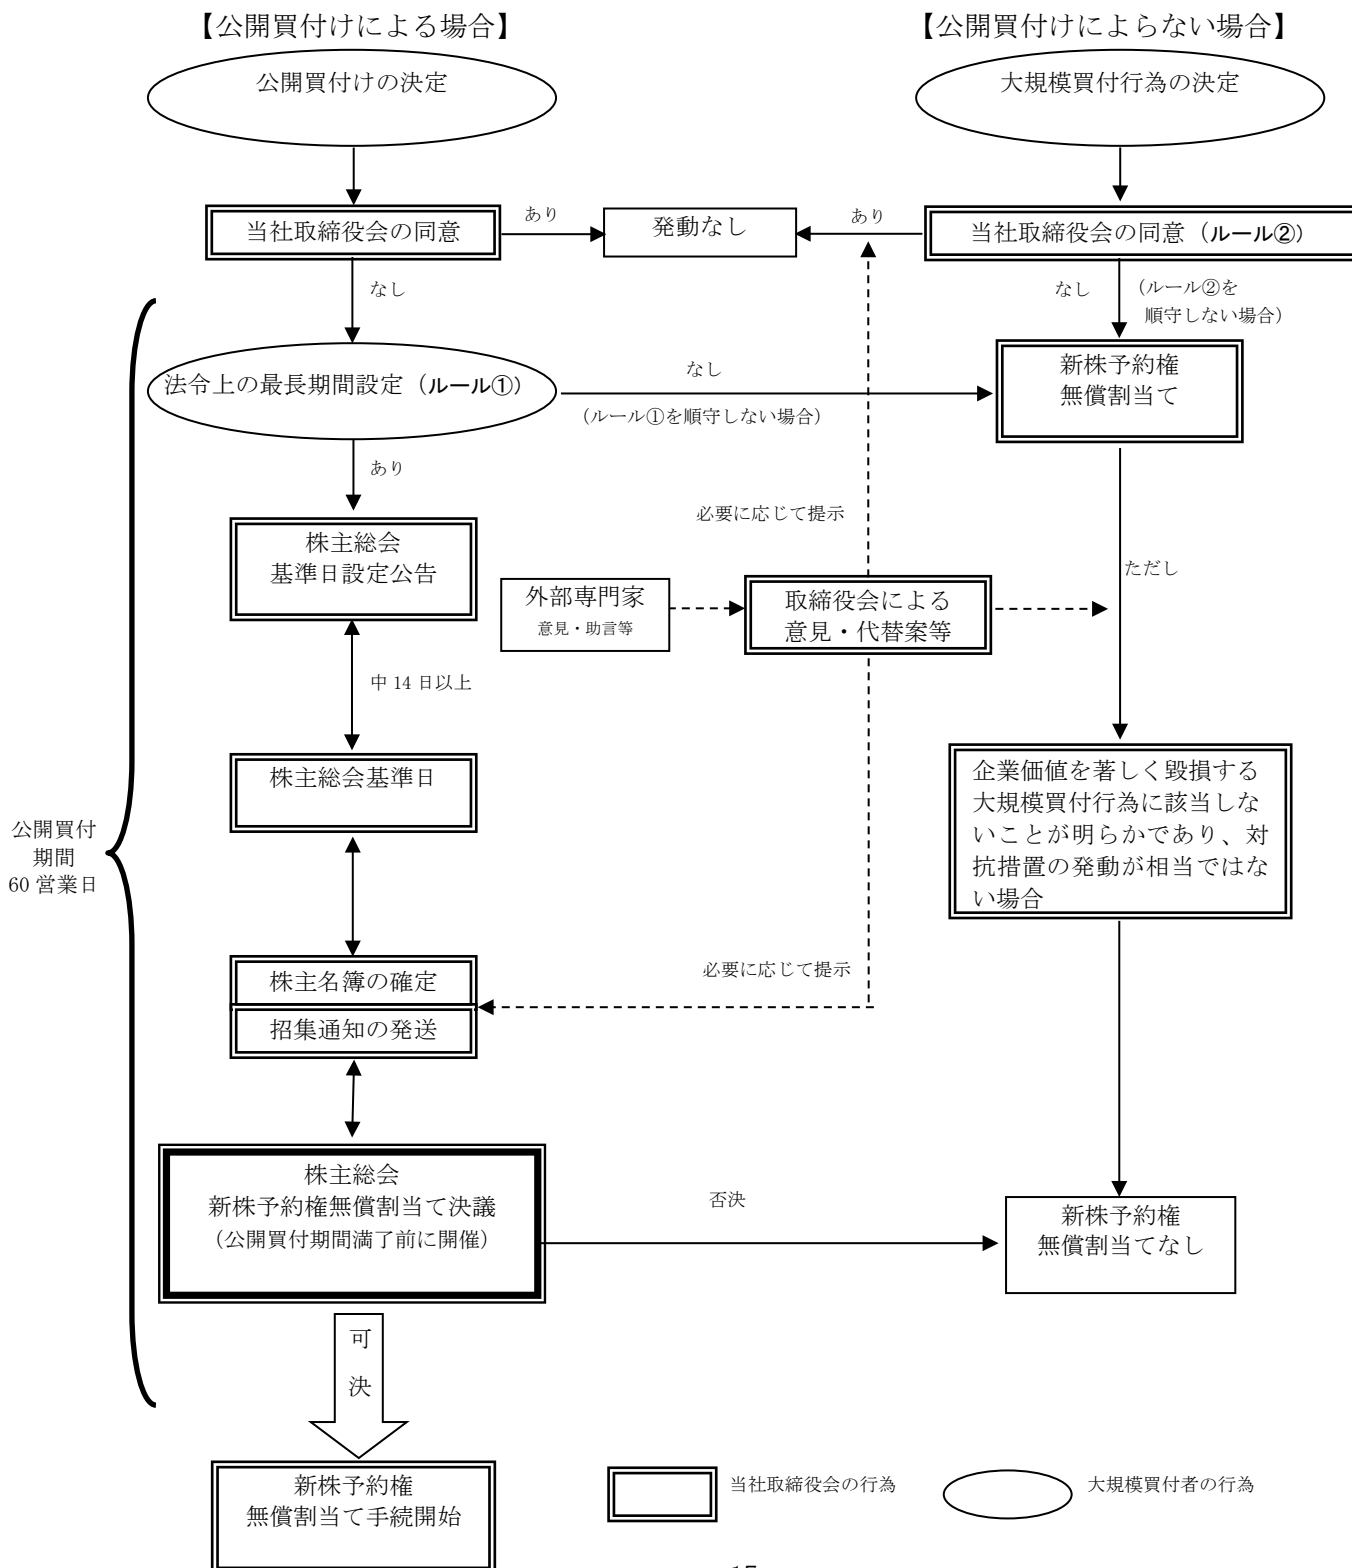 【公開買付けによる場合】
【公開買付けによらない場合】
公開買付けの決定
大規模買付行為の決定
当社取締役会の同意
あり
発動なし
あり
当社取締役会の同意（ルール②）
なし
なし
（ルール②を
順守しない場合）
法令上の最長期間設定（ルール①）
なし
（ルール①を順守しない場合）
新株予約権
無償割当て
あり
株主総会
基準日設定公告
必要に応じて提示
外部専門家
意見・助言等
取締役会による
意見・代替案等
ただし
中 14 日以上
株主総会基準日
企業価値を著しく毀損する
大規模買付行為に該当しな
いことが明らかであり、対
抗措置の発動が相当ではな
い場合
公開買付
期間
60 営業日
株主名簿の確定
招集通知の発送
必要に応じて提示
株主総会
新株予約権無償割当て決議
（公開買付期間満了前に開催）
否決
新株予約権
無償割当てなし
可
決
新株予約権
無償割当て手続開始
当社取締役会の行為
大規模買付者の行為